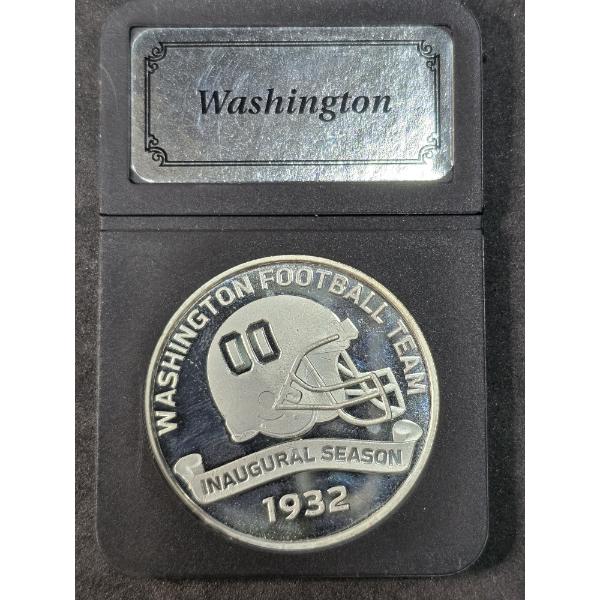 Washington
WASHINGTON FOOTBALL TEAM
00
INAUGURAL SEASON
1932